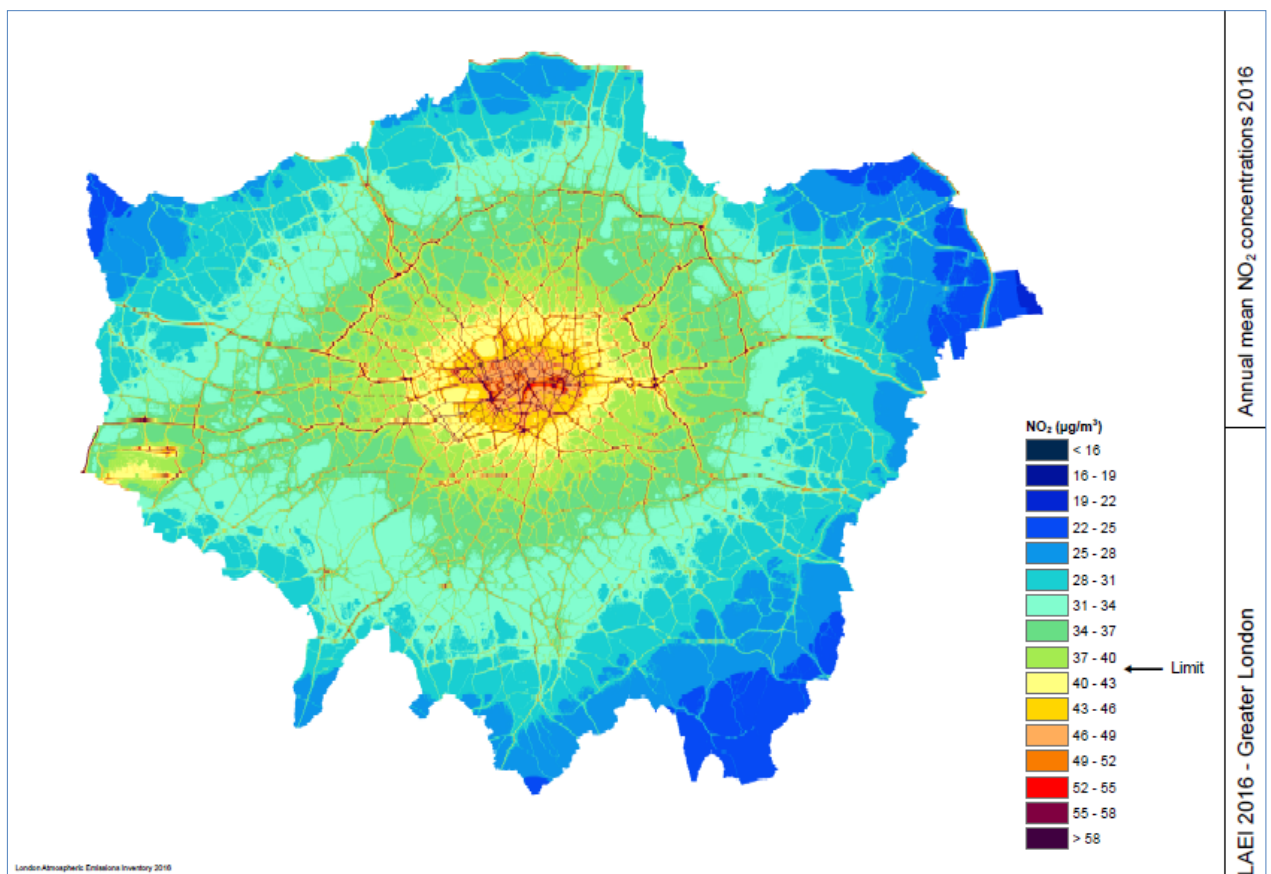 Annual mean NO₂ concentrations 2016
LAEI 2016 - Greater London
NO₂ (µg/m³)
< 16
16 - 19
19 - 22
22 - 25
25 - 28
28 - 31
31 - 34
34 - 37
37 - 40
Limit
40 - 43
43 - 46
46 - 49
49 - 52
52 - 55
55 - 58
> 58
London Atmospheric Emissions Inventory 2016